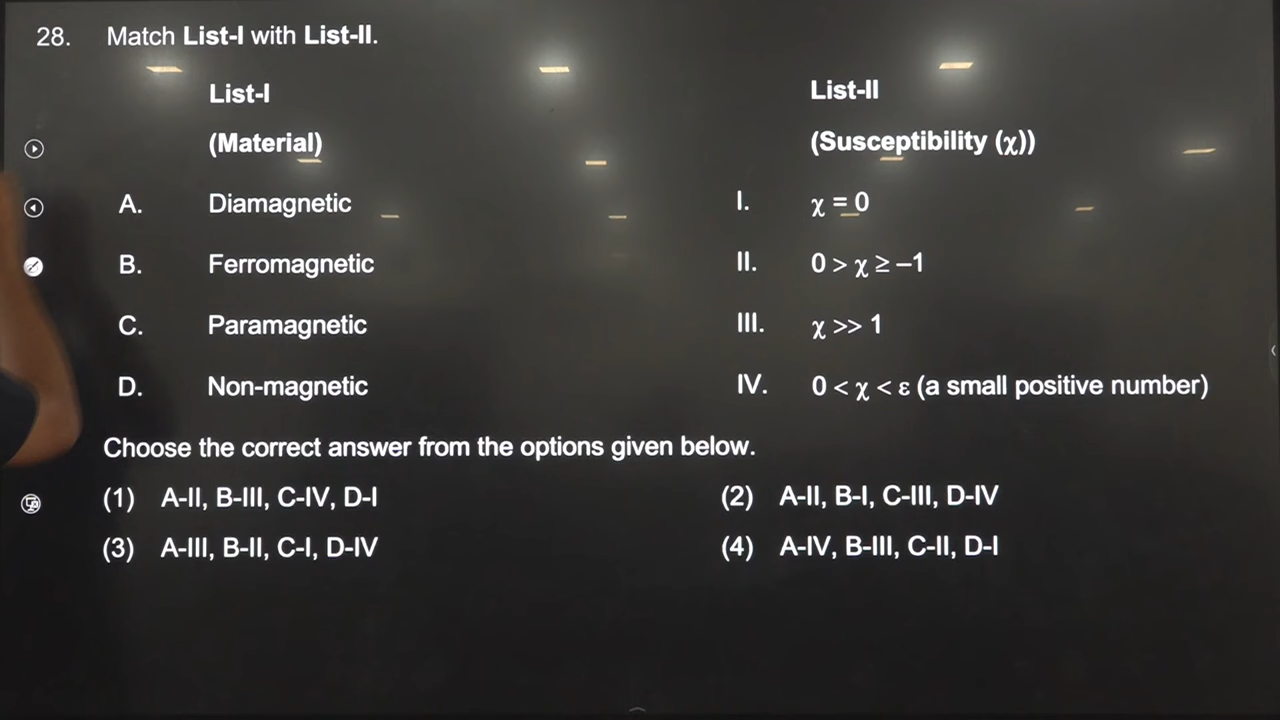 28. Match List-I with List-II.
List-I List-II
(Material) (Susceptibility (χ))
A. Diamagnetic I. χ = 0
B. Ferromagnetic II. 0 > χ ≥ –1
C. Paramagnetic III. χ >> 1
D. Non-magnetic IV. 0 < χ < ε (a small positive number)
Choose the correct answer from the options given below.
(1) A-II, B-III, C-IV, D-I (2) A-II, B-I, C-III, D-IV
(3) A-III, B-II, C-I, D-IV (4) A-IV, B-III, C-II, D-I